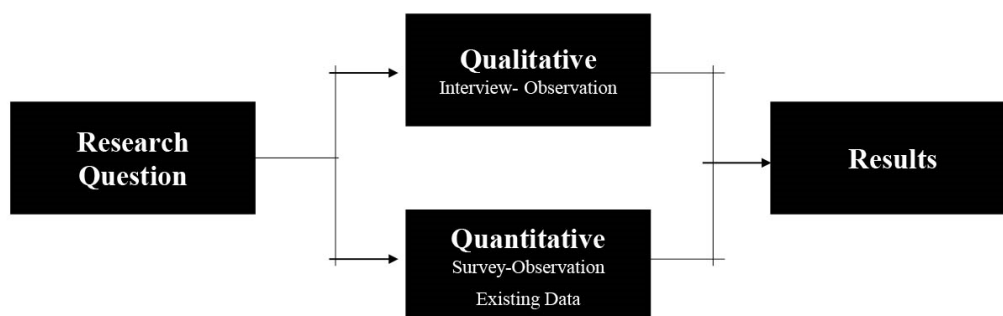 Research
Question
Qualitative
Interview- Observation
Quantitative
Survey-Observation
Existing Data
Results